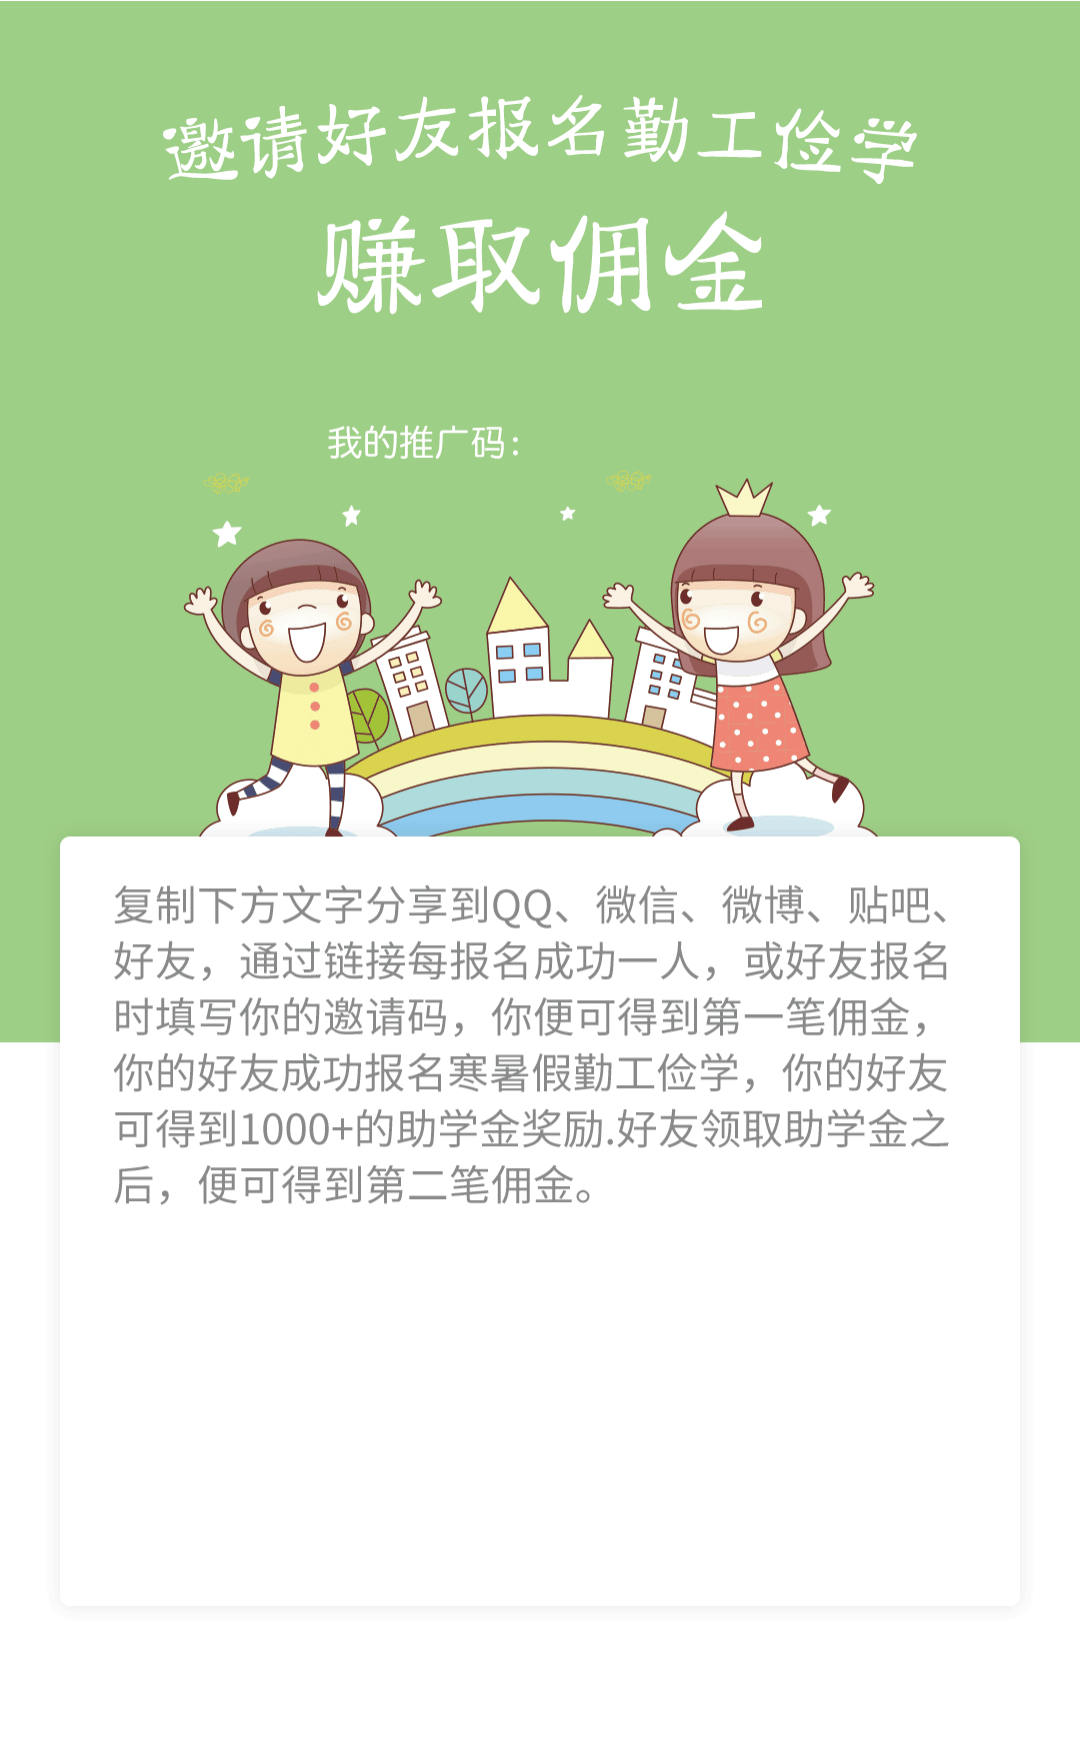 邀请好友报名勤工俭学
赚取佣金
我的推广码：
复制下方文字分享到QQ、微信、微博、贴吧、
好友，通过链接每报名成功一人，或好友报名
时填写你的邀请码，你便可得到第一笔佣金，
你的好友成功报名寒暑假勤工俭学，你的好友
可得到1000+的助学金奖励.好友领取助学金之
后，便可得到第二笔佣金。